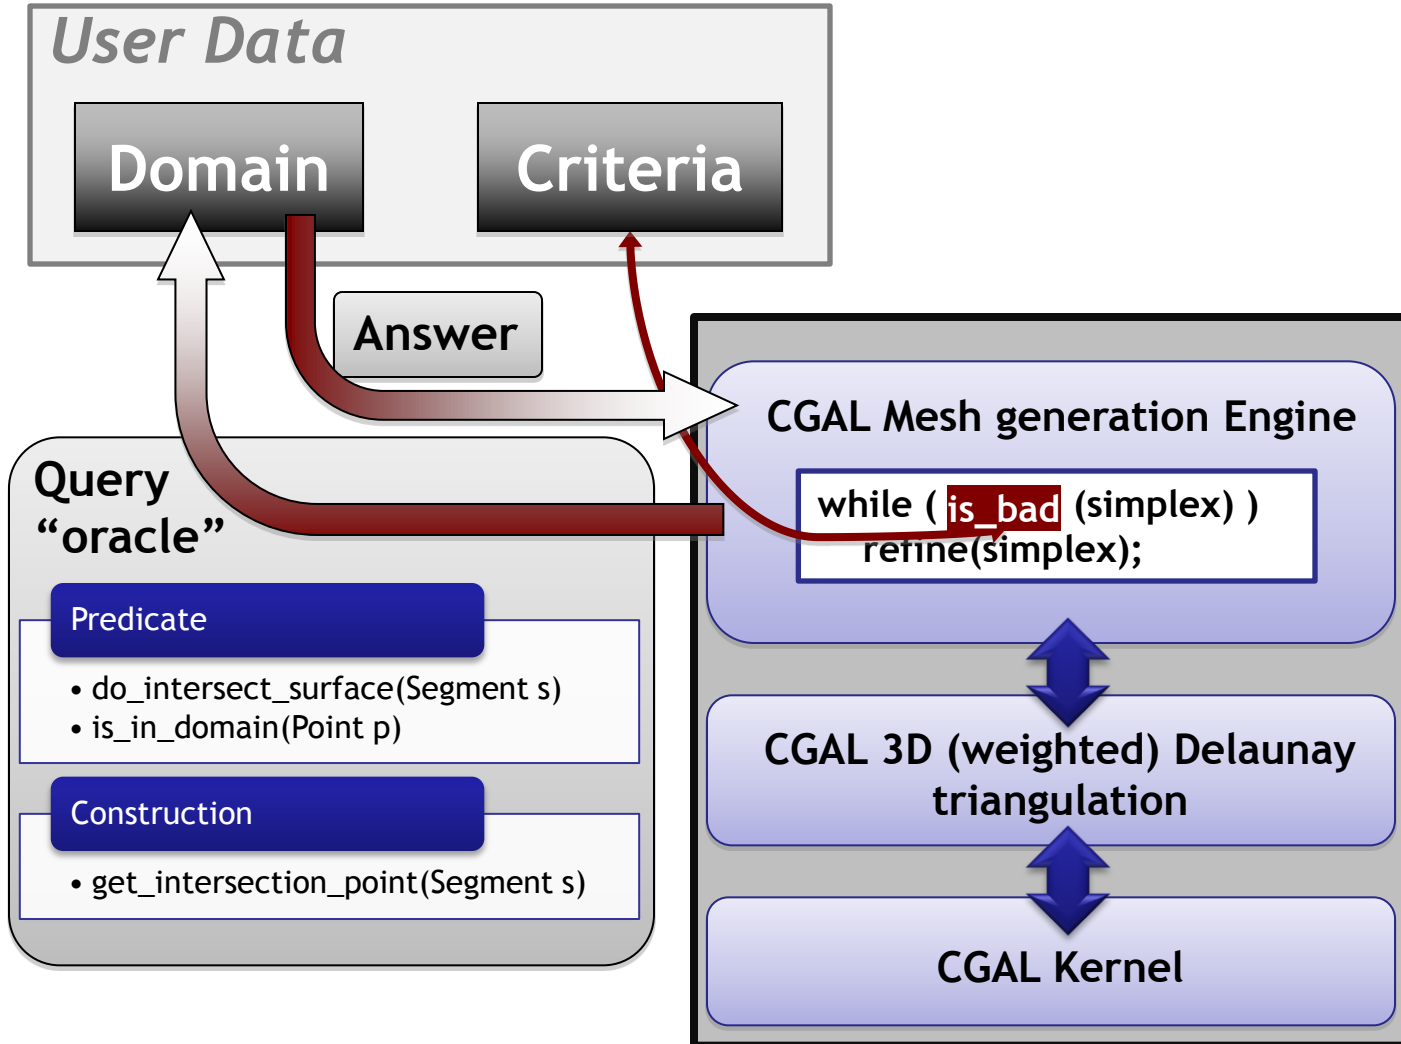 User Data
Domain
Criteria
Answer
Query
“oracle”
Predicate
• do_intersect_surface(Segment s)
• is_in_domain(Point p)
Construction
• get_intersection_point(Segment s)
CGAL Mesh generation Engine
while ( is_bad (simplex) )
refine(simplex);
CGAL 3D (weighted) Delaunay
triangulation
CGAL Kernel